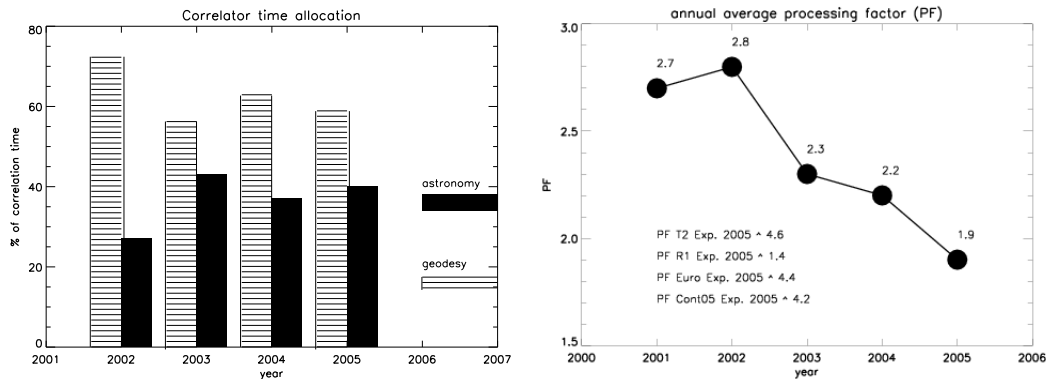 Correlator time allocation
80
60
40
20
0
% of correlation time
2001 2002 2003 2004 2005 2006 2007
year
astronomy
geodesy
annual average processing factor (PF)
3.0
2.5
2.0
1.5
PF
2.7
2.8
2.3
2.2
1.9
PF T2 Exp. 2005 ^ 4.6
PF R1 Exp. 2005 ^ 1.4
PF Euro Exp. 2005 ^ 4.4
PF Cont05 Exp. 2005 ^ 4.2
2000 2001 2002 2003 2004 2005 2006
year